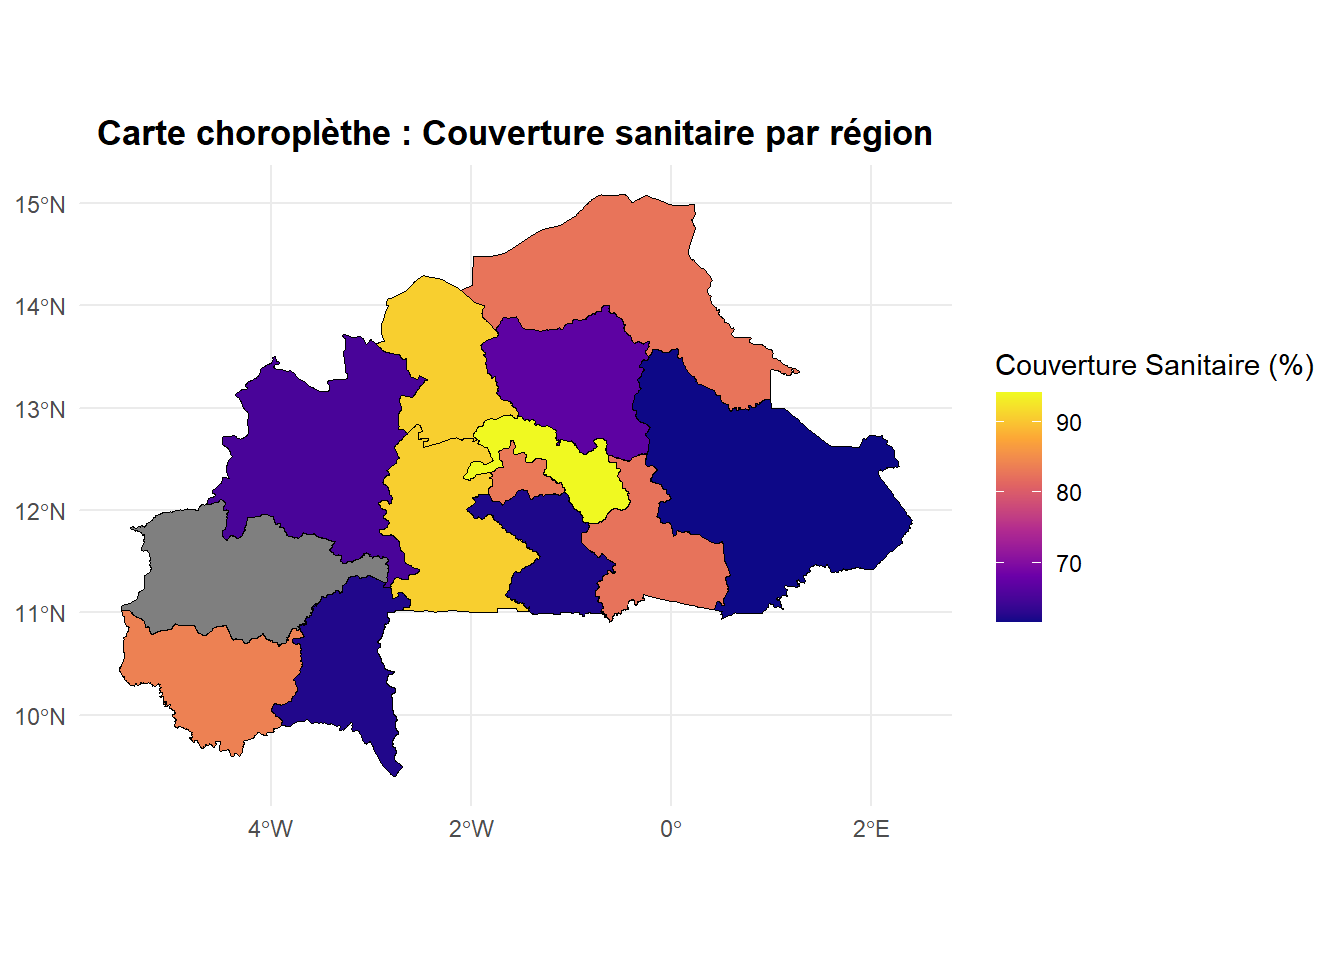 Carte choroplèthe : Couverture sanitaire par région
15°N
14°N
13°N
12°N
11°N
10°N
4°W
2°W
0°
2°E
Couverture Sanitaire (%)
90
80
70